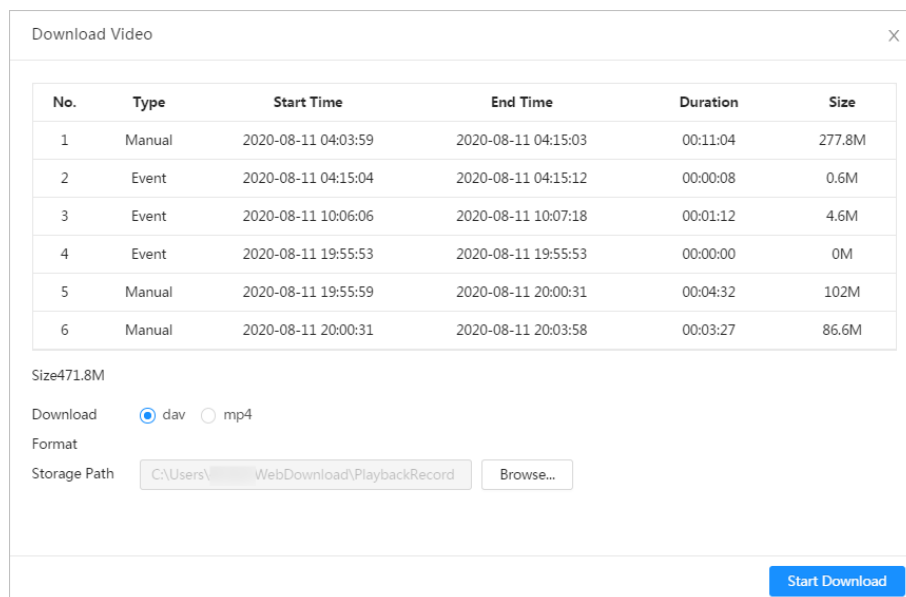 Download Video
No. Type Start Time End Time Duration Size
1 Manual 2020-08-11 04:03:59 2020-08-11 04:15:03 00:11:04 277.8M
2 Event 2020-08-11 04:15:04 2020-08-11 04:15:12 00:00:08 0.6M
3 Event 2020-08-11 10:06:06 2020-08-11 10:07:18 00:01:12 4.6M
4 Event 2020-08-11 19:55:53 2020-08-11 19:55:53 00:00:00 0M
5 Manual 2020-08-11 19:55:59 2020-08-11 20:00:31 00:04:32 102M
6 Manual 2020-08-11 20:00:31 2020-08-11 20:03:58 00:03:27 86.6M
Size471.8M
Download dav mp4
Format
Storage Path C:\Users\ WebDownload\PlaybackRecord Browse...
Start Download